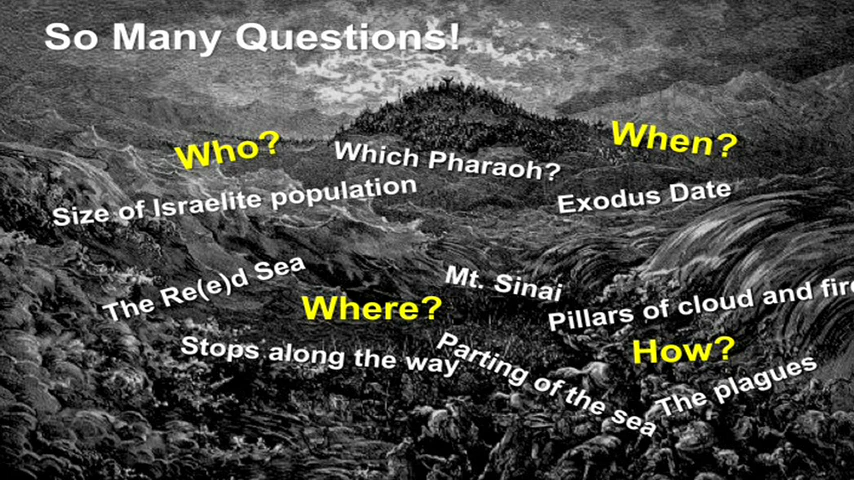 So Many Questions!
Who?
When?
Which Pharaoh?
Size of Israelite population
Exodus Date
The Re(e)d Sea
Mt. Sinai
Where?
Pillars of cloud and fire
Stops along the way
How?
Parting of the sea
The plagues